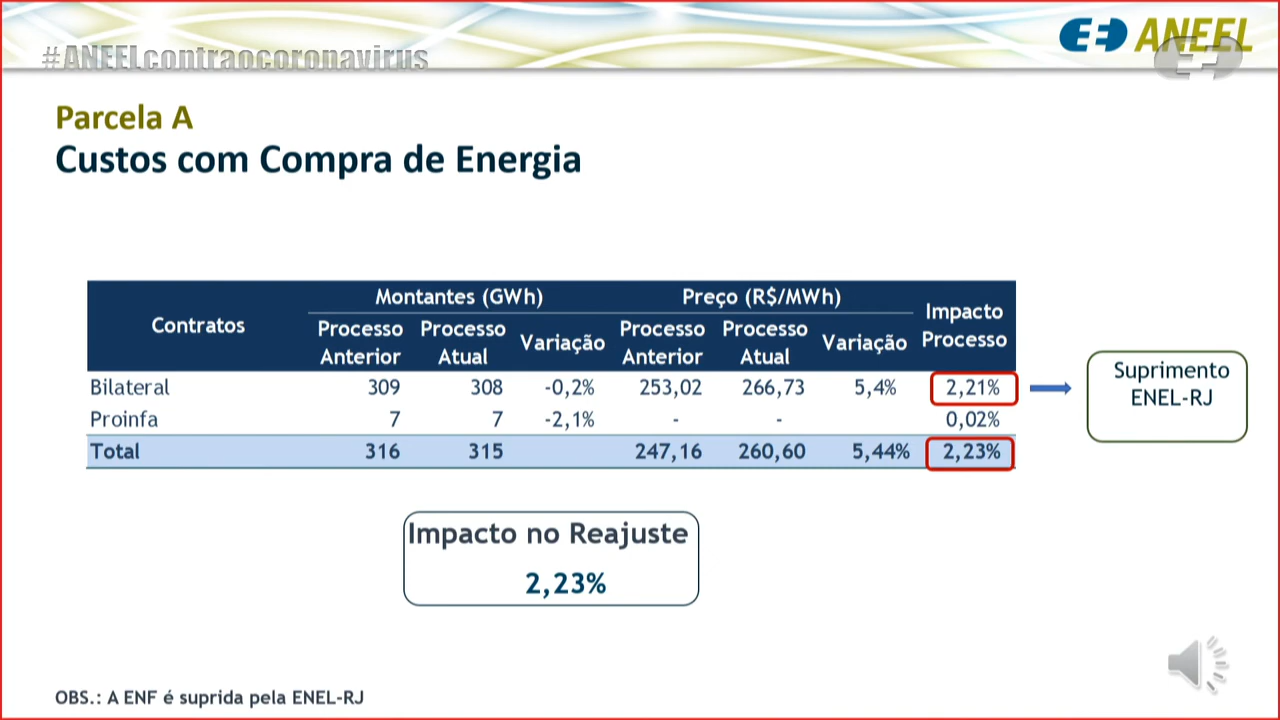 #ANEELcontraocoronavirus
ANEEL
Parcela A
Custos com Compra de Energia
Contratos Montantes (GWh) Preço (R$/MWh) Impacto Processo
Processo Anterior Processo Atual Variação Processo Anterior Processo Atual Variação
Bilateral 309 308 -0,2% 253,02 266,73 5,4% 2,21%
Proinfa 7 7 -2,1% - - 0,02%
Total 316 315 247,16 260,60 5,44% 2,23%
Suprimento
ENEL-RJ
Impacto no Reajuste
2,23%
OBS.: A ENF é suprida pela ENEL-RJ